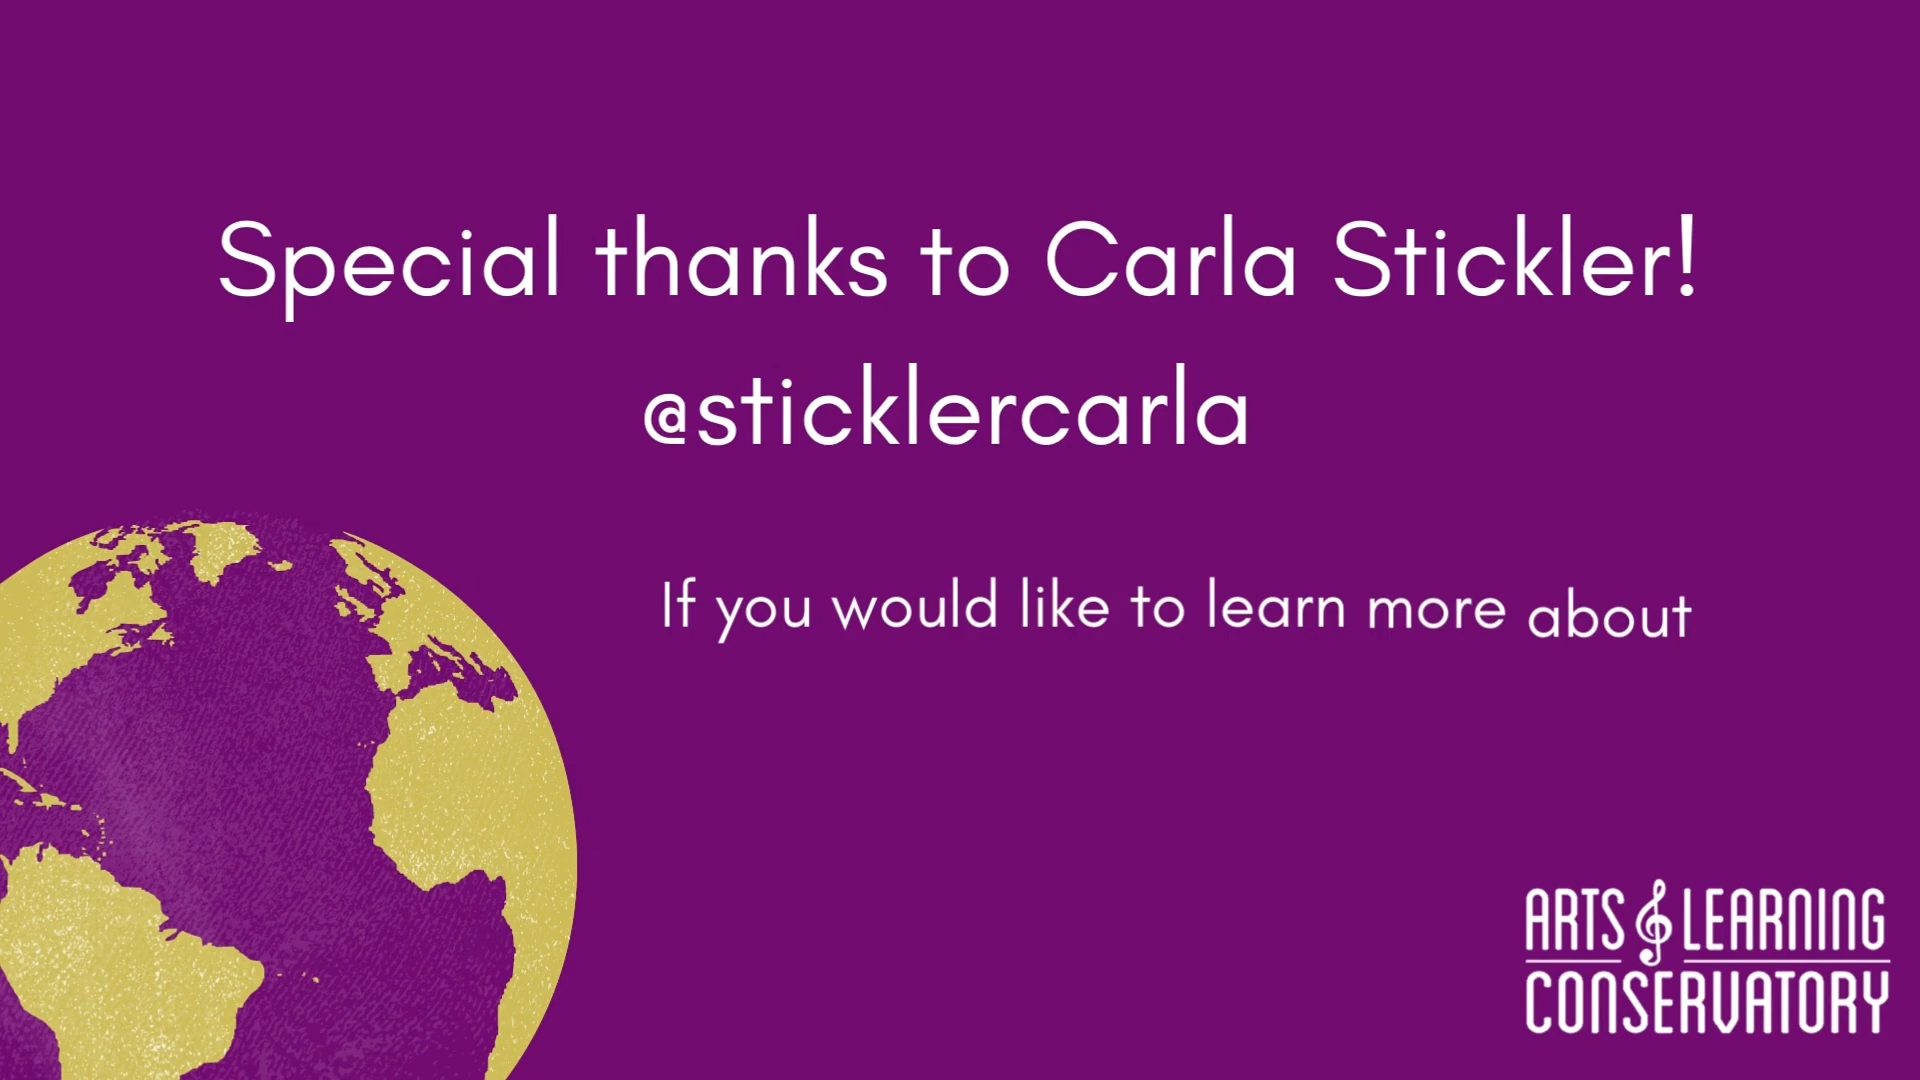 Special thanks to Carla Stickler!
@sticklercarla
If you would like to learn more about
ARTS & LEARNING
CONSERVATORY